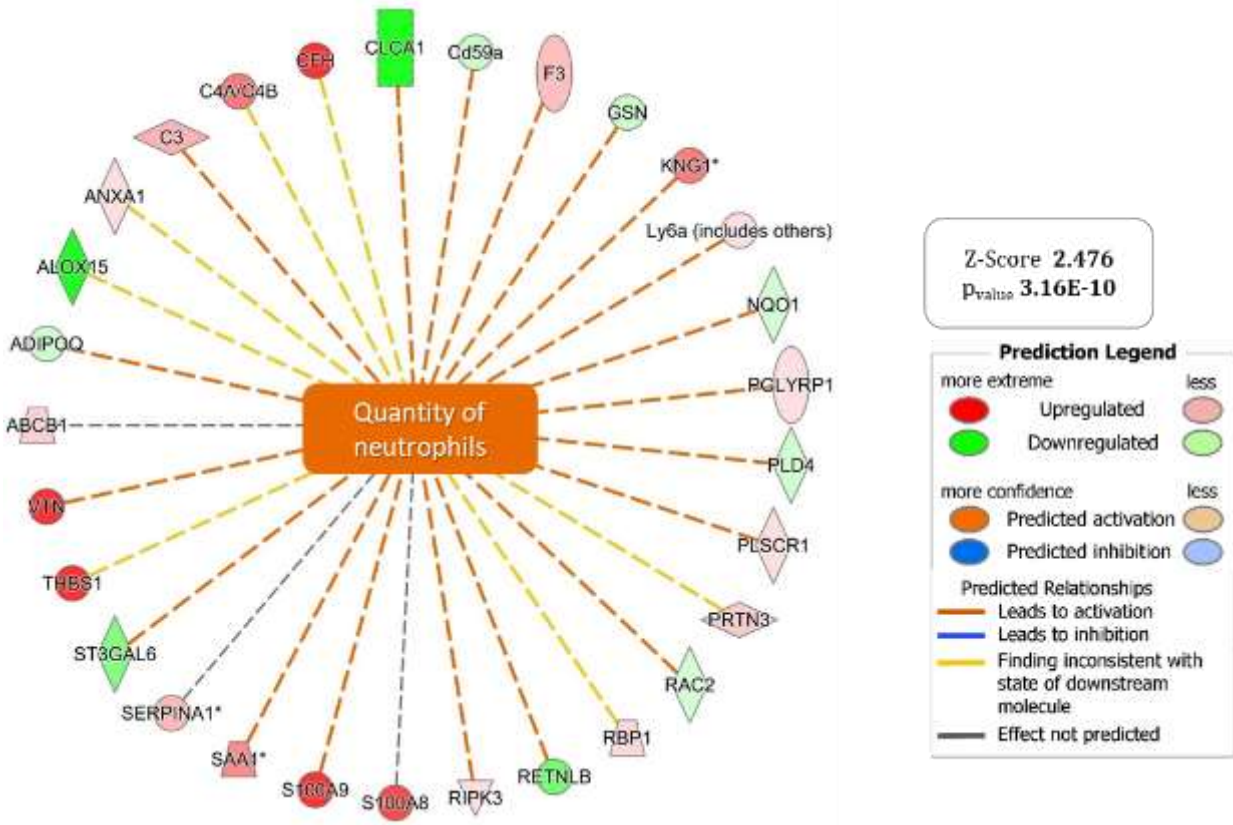 CLCA1
Cd59a
F3
GSN
KNG1*
Ly6a (includes others)
NQO1
PGLYRP1
PLD4
PLSCR1
PRTN3
RAC2
RBP1
RETNLB
RIPK3
S100A8
S100A9
SAA1*
SERPINA1*
ST3GAL6
THBS1
VTN
ABCB1
ADIPOQ
ALOX15
ANXA1
C3
C4A/C4B
CFH
Quantity of
neutrophils
Z-Score 2.476
pvalue 3.16E-10
Prediction Legend
more extreme less
Upregulated
Downregulated
more confidence less
Predicted activation
Predicted inhibition
Predicted Relationships
Leads to activation
Leads to inhibition
Finding inconsistent with
state of downstream
molecule
Effect not predicted